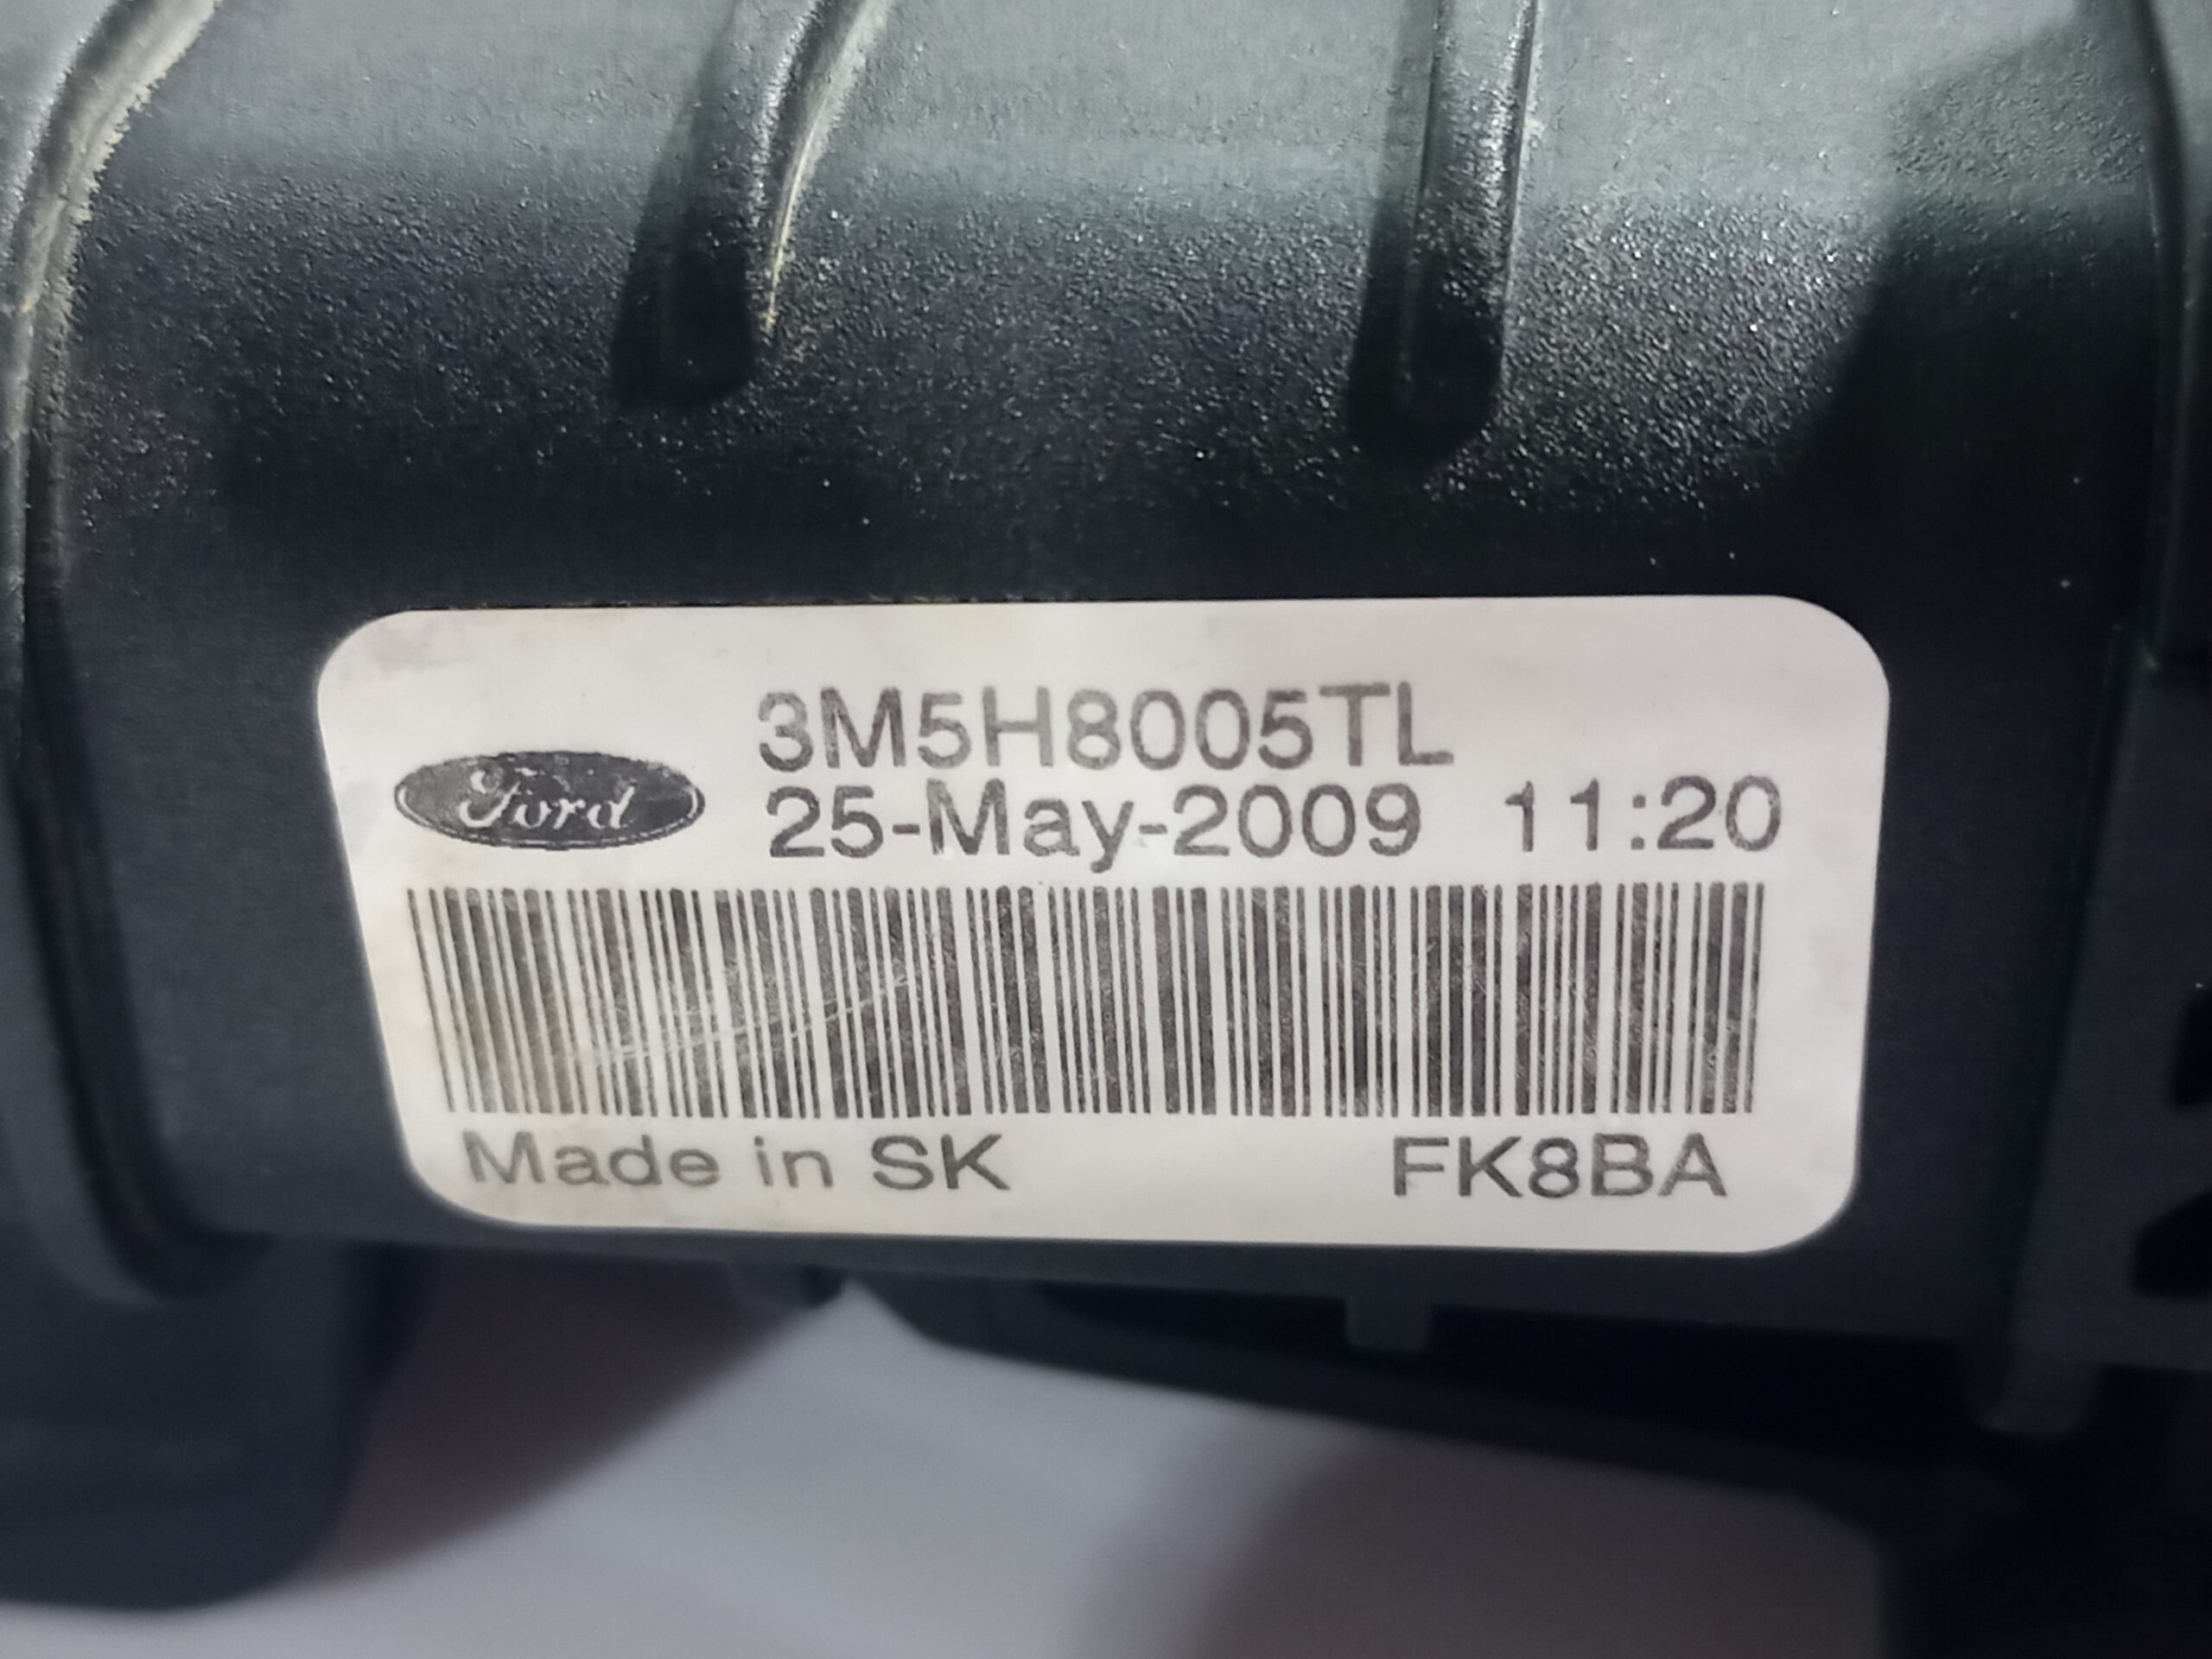 3M5H8005TL
Ford
25-May-2009 11:20
Made in SK FK8BA